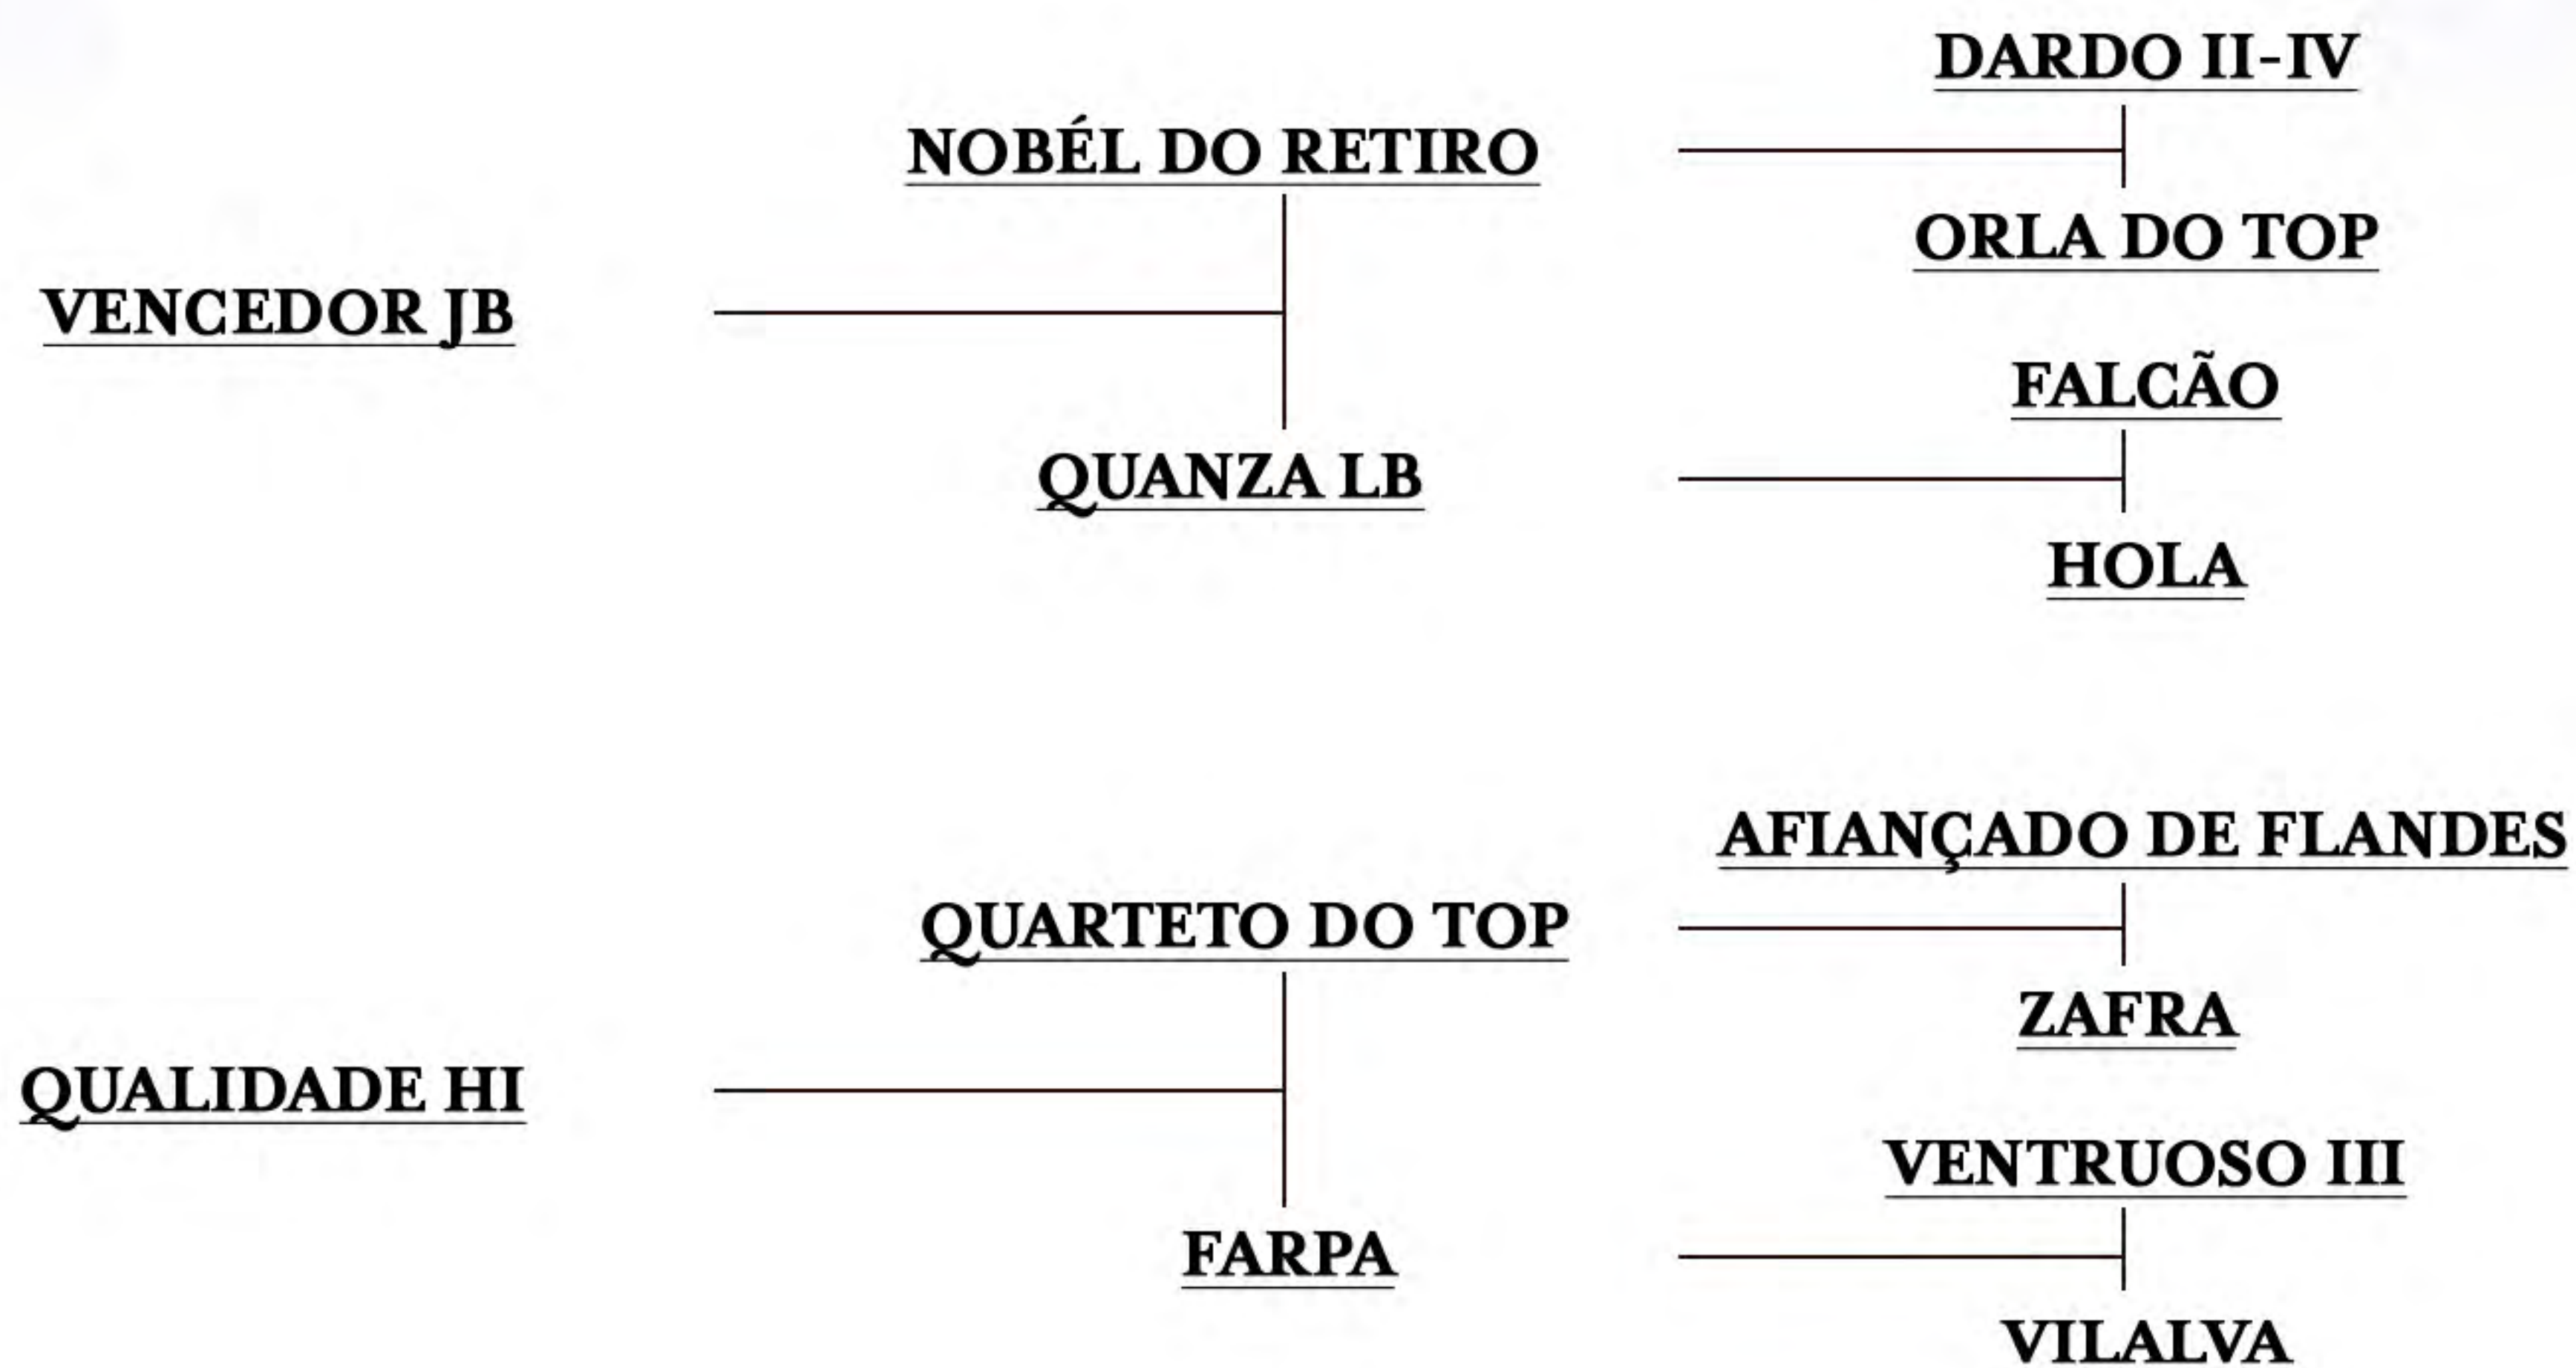 DARDO II-IV
NOBÉL DO RETIRO
ORLA DO TOP
VENCEDOR JB
FALCÃO
QUANZA LB
HOLA
AFIANÇADO DE FLANDES
QUARTETO DO TOP
ZAFRA
QUALIDADE HI
VENTRUOSO III
FARPA
VILALVA